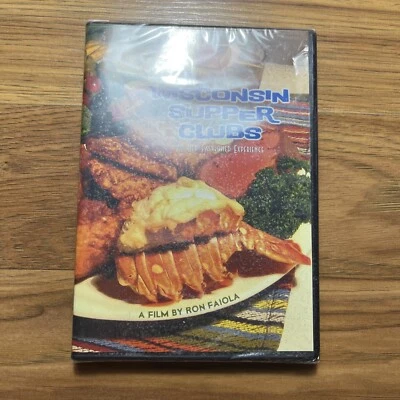 WISCONSIN
SUPPER
CLUBS
EXPERIENCE
A FILM BY RON FAIOLA